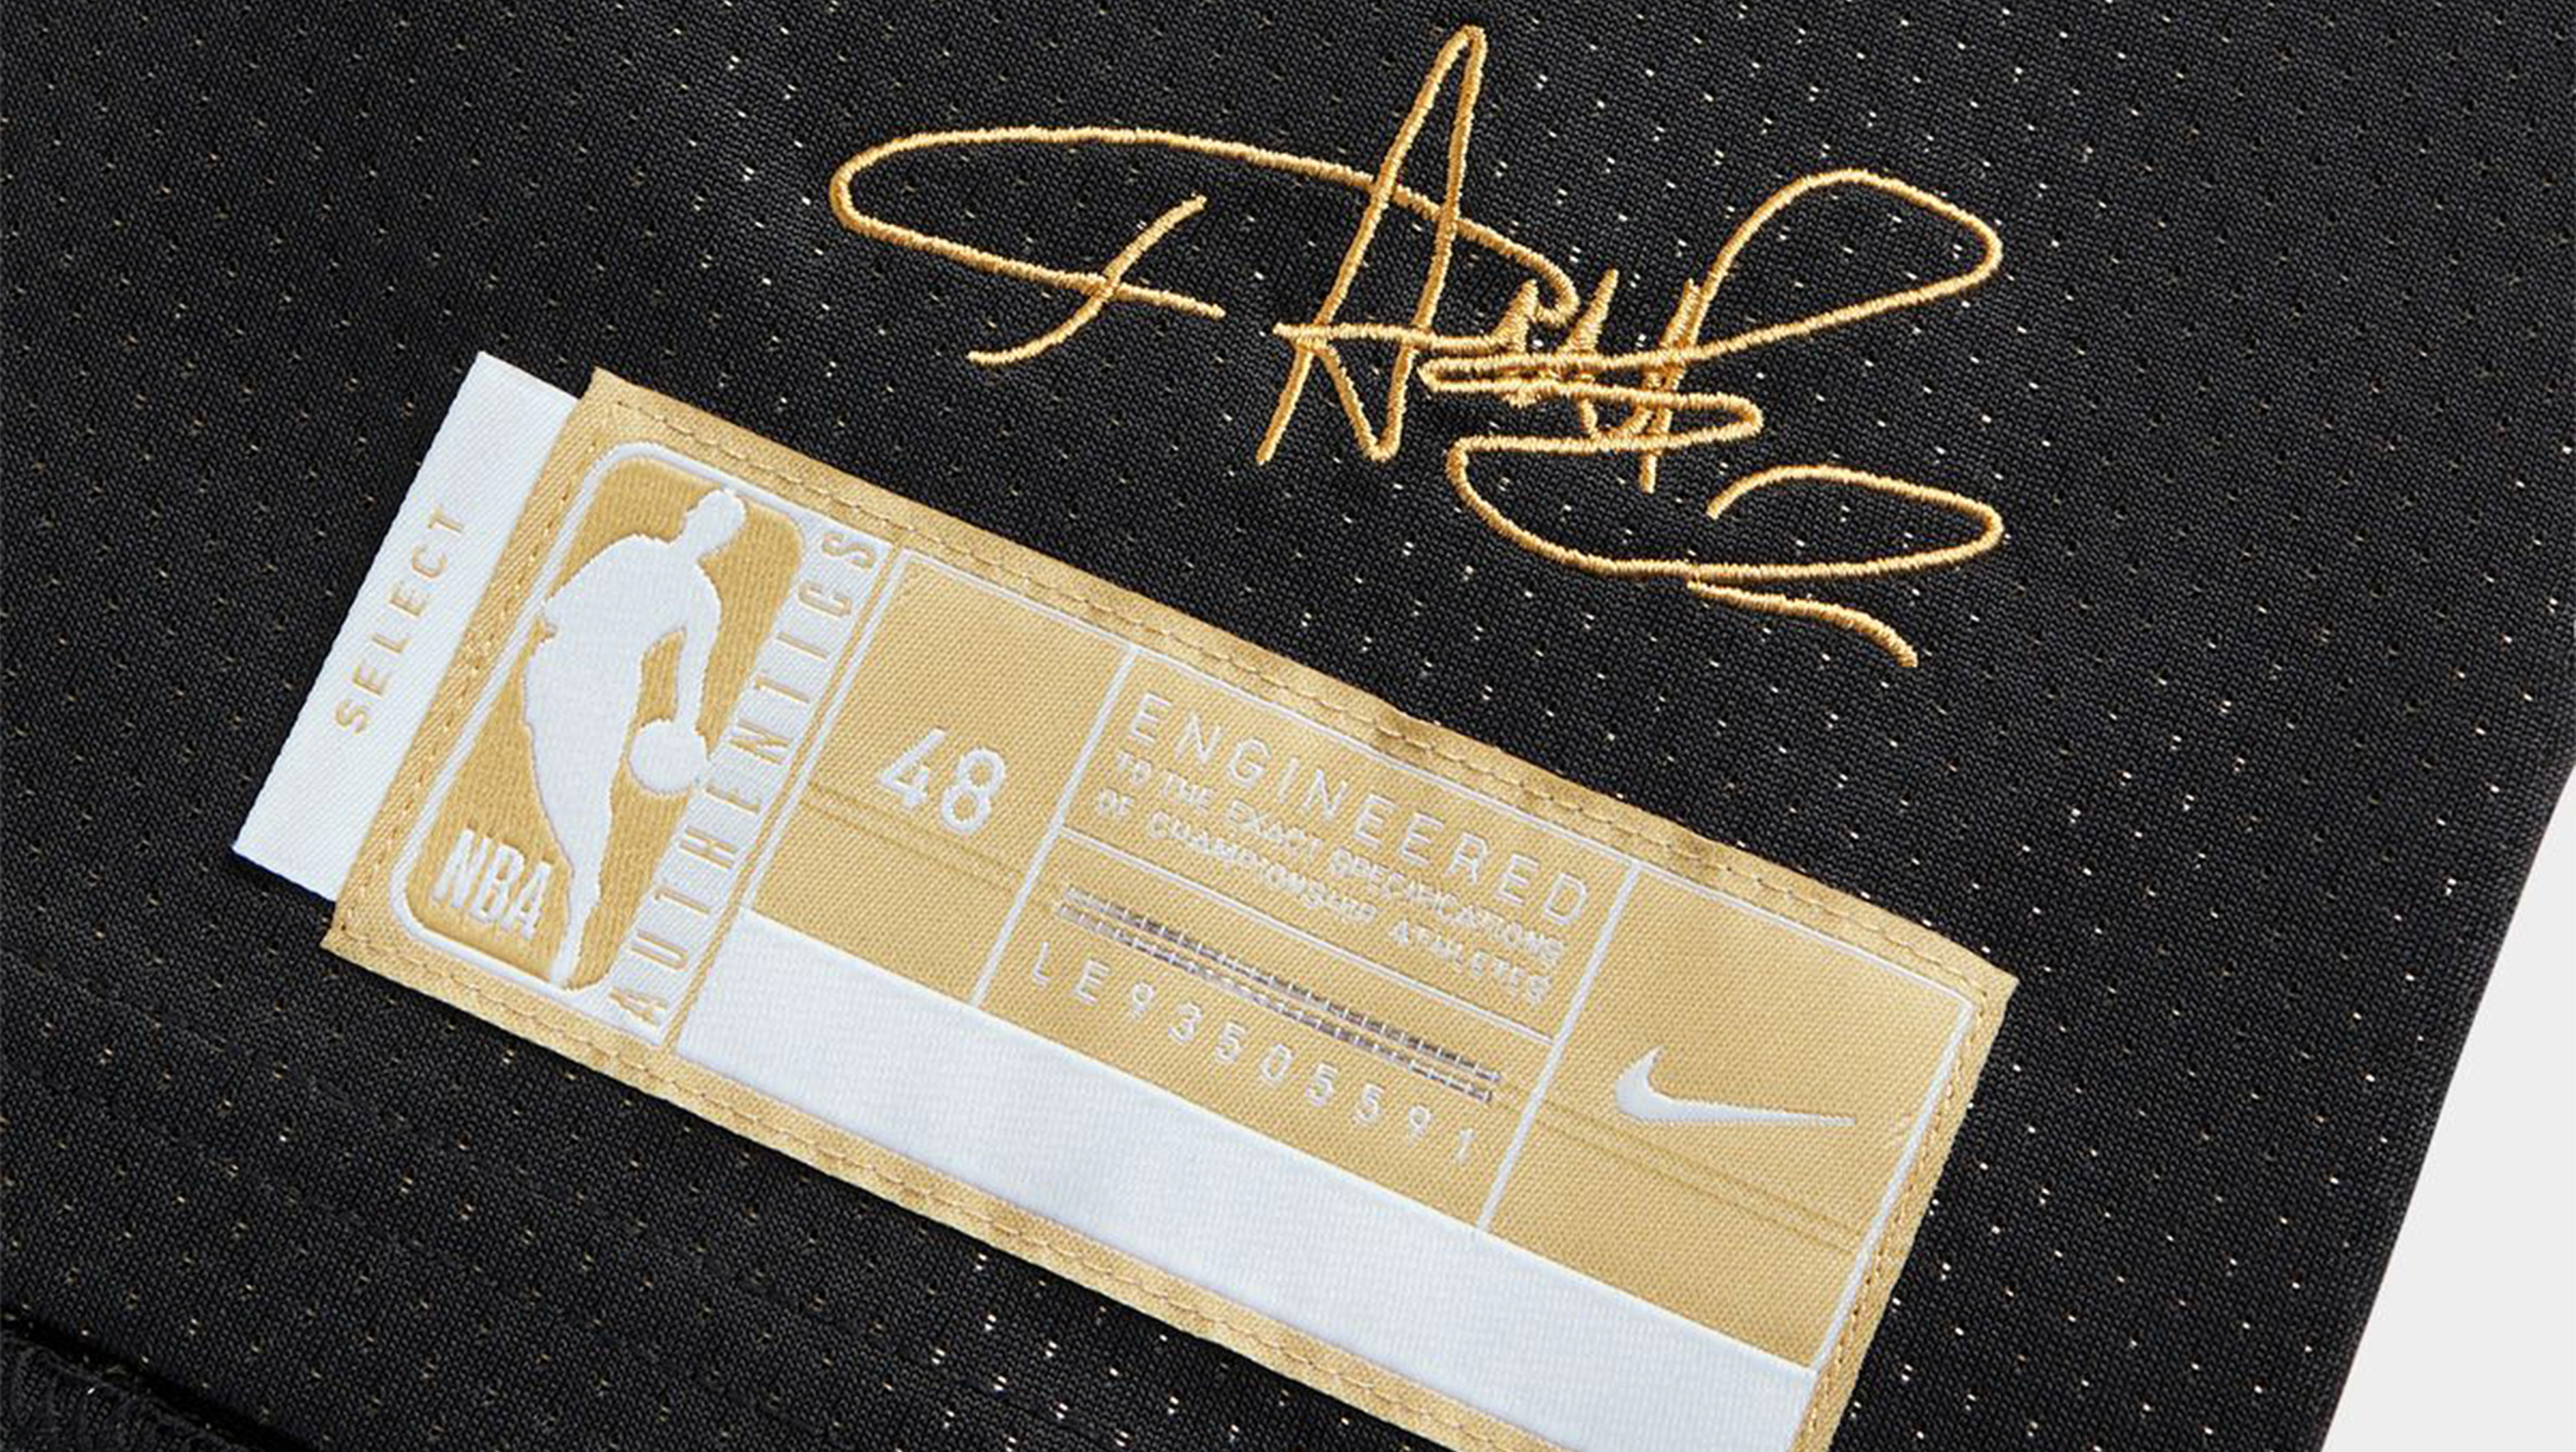 SELECT
NBA
AUTHENTICS
48
ENGINEERED
TO THE EXACT SPECIFICATIONS
OF CHAMPIONSHIP ATHLETES
LE93505591